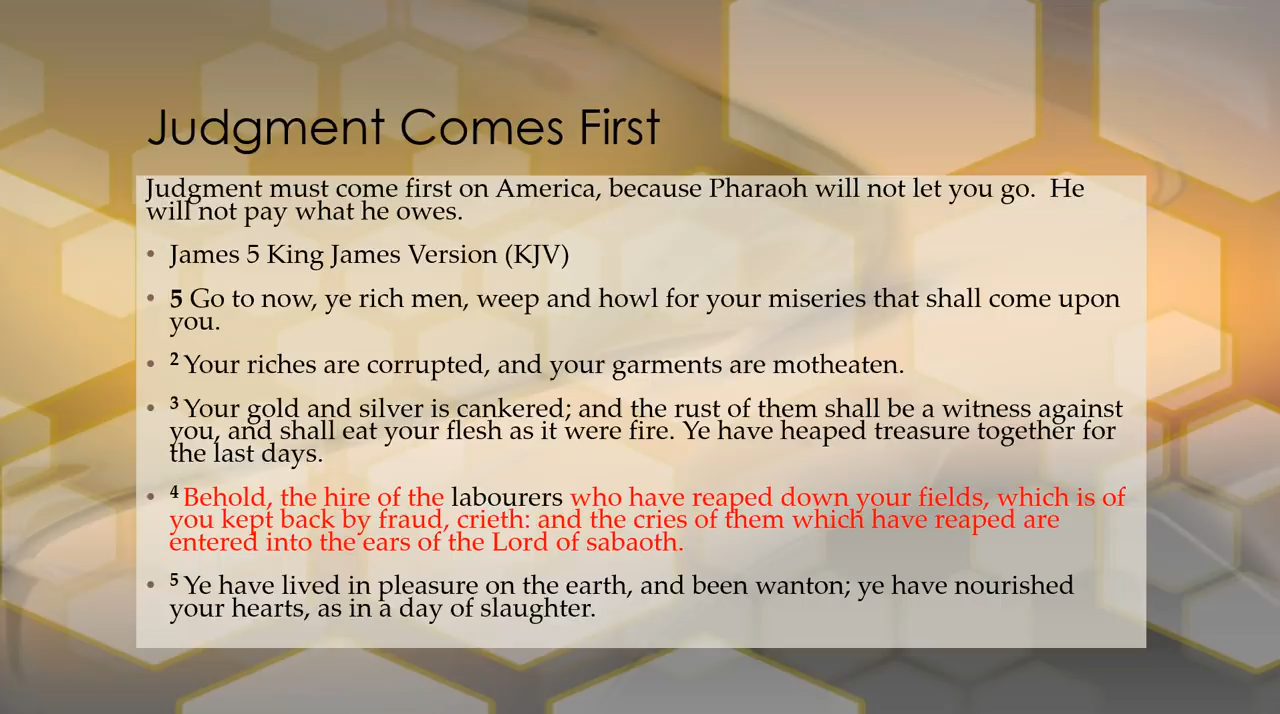 Judgment Comes First
Judgment must come first on America, because Pharaoh will not let you go.  He
will not pay what he owes.
• James 5 King James Version (KJV)
• 5 Go to now, ye rich men, weep and howl for your miseries that shall come upon
you.
• 2 Your riches are corrupted, and your garments are motheaten.
• 3 Your gold and silver is cankered; and the rust of them shall be a witness against
you, and shall eat your flesh as it were fire. Ye have heaped treasure together for
the last days.
• 4 Behold, the hire of the labourers who have reaped down your fields, which is of
you kept back by fraud, crieth: and the cries of them which have reaped are
entered into the ears of the Lord of sabaoth.
• 5 Ye have lived in pleasure on the earth, and been wanton; ye have nourished
your hearts, as in a day of slaughter.